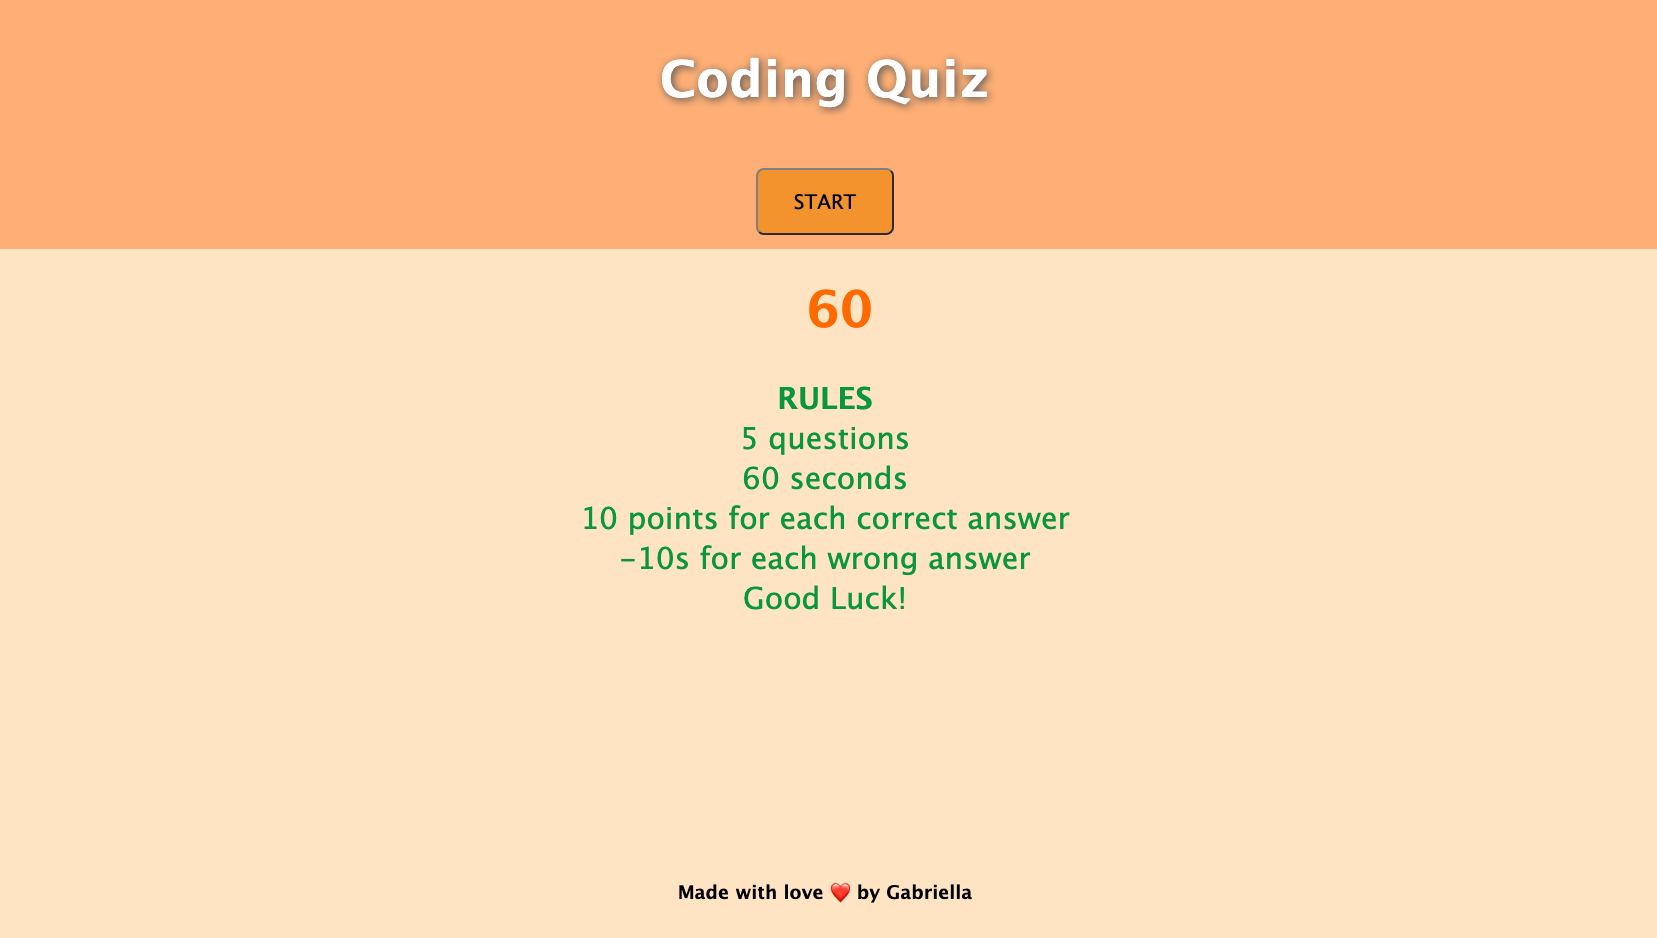 Coding Quiz
START
60
RULES
5 questions
60 seconds
10 points for each correct answer
-10s for each wrong answer
Good Luck!
Made with love ❤️ by Gabriella